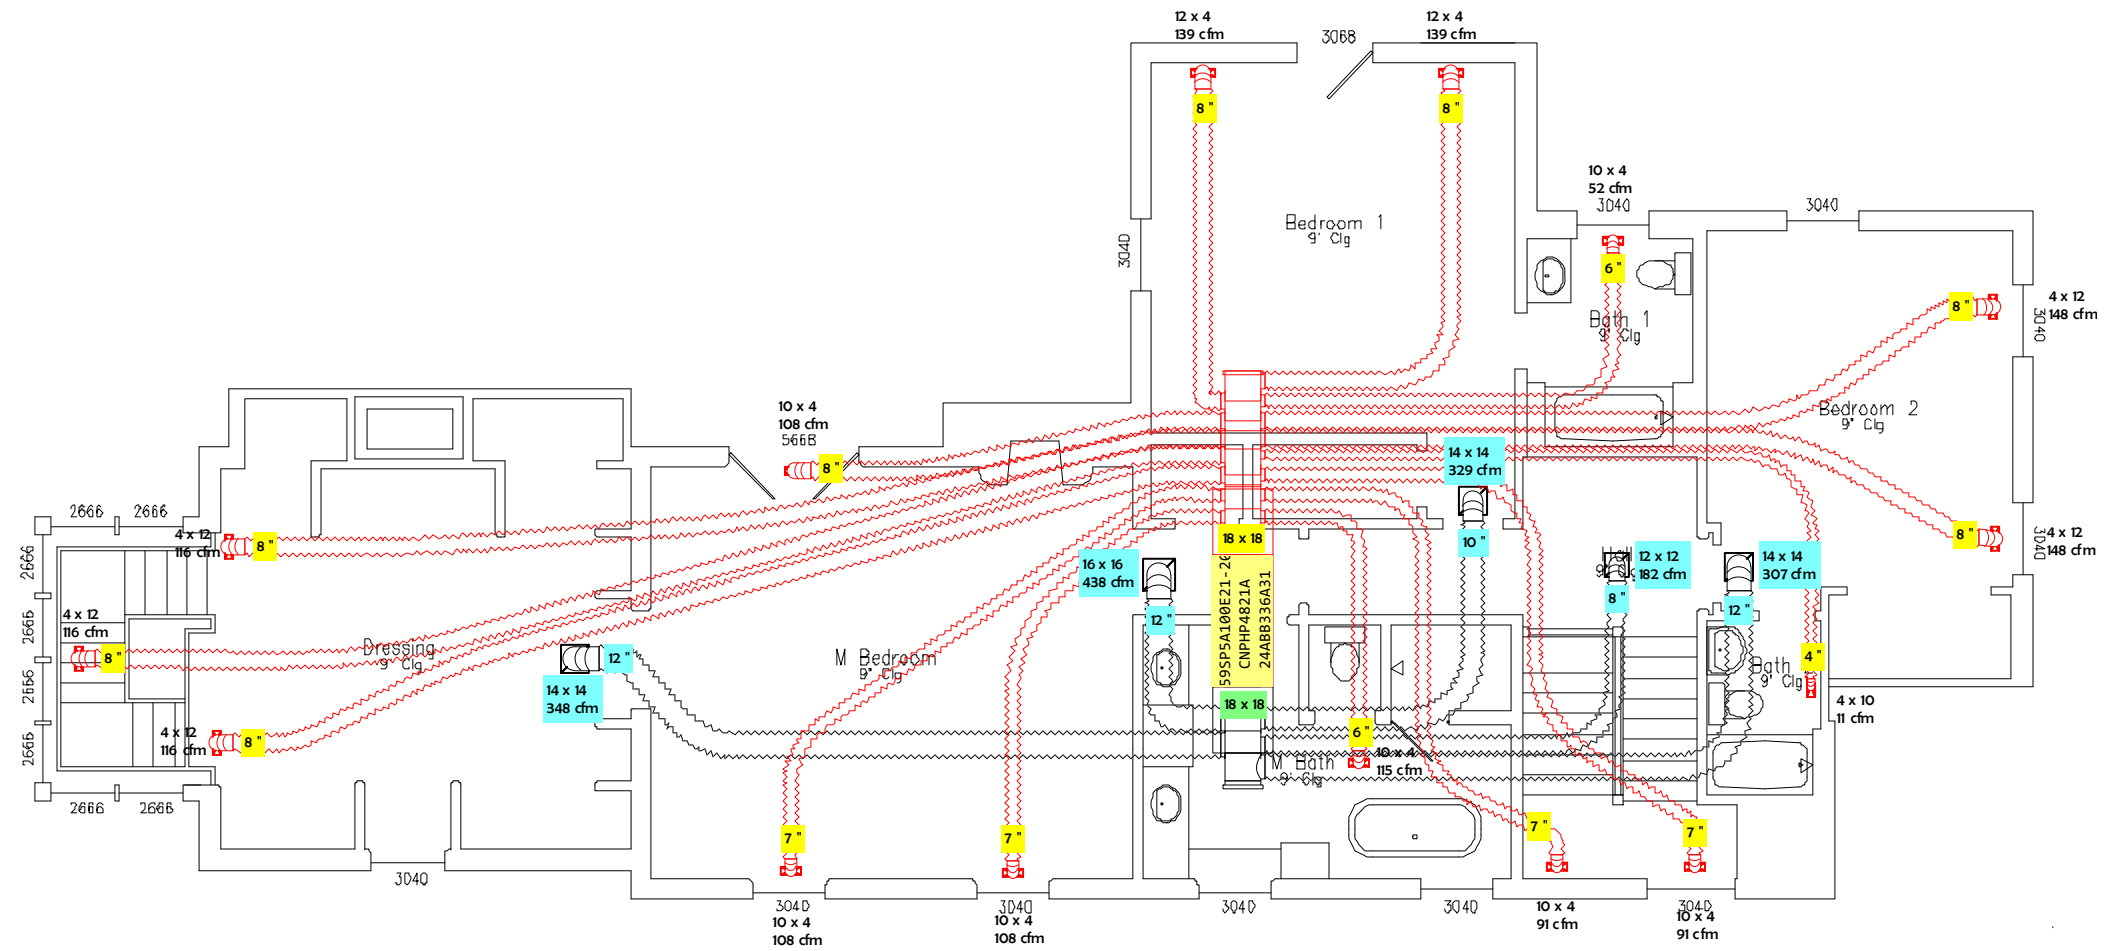 12 x 4
139 cfm
12 x 4
139 cfm
3068
8 "
8 "
10 x 4
52 cfm
3040
3040
Bedroom 1
9' Clg
3040
6 "
Bath 1
9' Clg
8 "
4 x 12
148 cfm
3040
Bedroom 2
9' Clg
10 x 4
108 cfm
5668
8 "
14 x 14
329 cfm
2666
2666
4 x 12
116 cfm
8 "
18 x 18
10 "
8 "
4 x 12
148 cfm
3040
2666
16 x 16
438 cfm
59SP5A100E21-20
CNPHP4821A
24ABB336A31
12 x 12
182 cfm
14 x 14
307 cfm
8 "
12 "
12 "
2666
4 x 12
116 cfm
8 "
Dressing
9' Clg
12 "
M Bedroom
9' Clg
Bath
9' Clg
4 "
2666
14 x 14
348 cfm
18 x 18
4 x 10
11 cfm
2666
4 x 12
116 cfm
8 "
6 "
10 x 4
115 cfm
M Bath
9' Clg
2666
2666
7 "
7 "
7 "
7 "
3040
3040
10 x 4
108 cfm
3040
10 x 4
108 cfm
3040
3040
10 x 4
91 cfm
3040
10 x 4
91 cfm